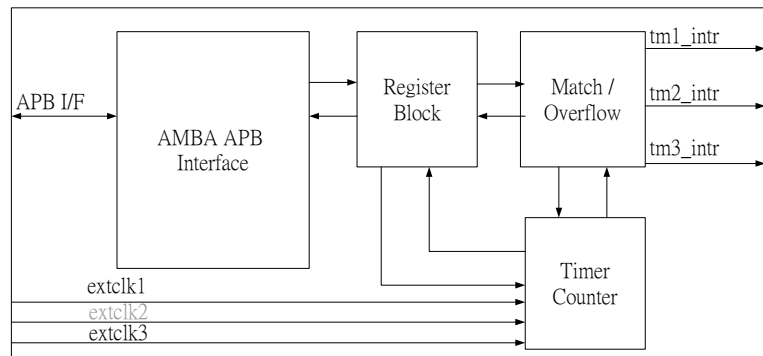 tm1_intr
Register
Block
Match /
Overflow
APB I/F
tm2_intr
AMBA APB
Interface
tm3_intr
Timer
Counter
extclk1
extclk2
extclk3